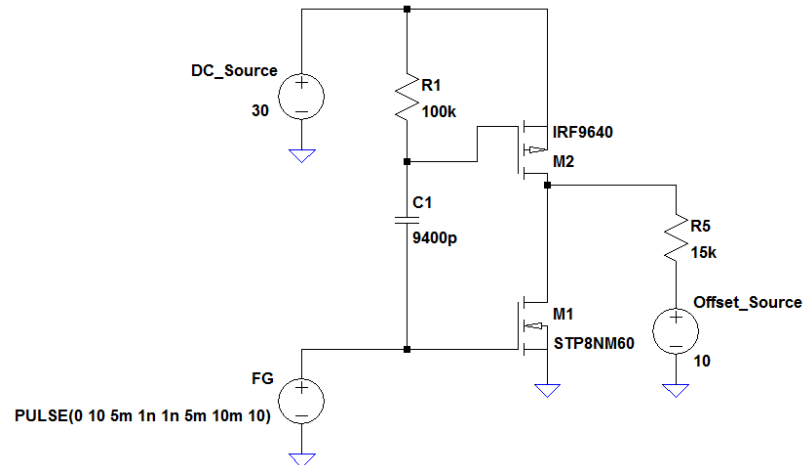 DC_Source
30
R1
100k
IRF9640
M2
C1
9400p
R5
15k
M1
STP8NM60
Offset_Source
10
FG
PULSE(0 10 5m 1n 1n 5m 10m 10)